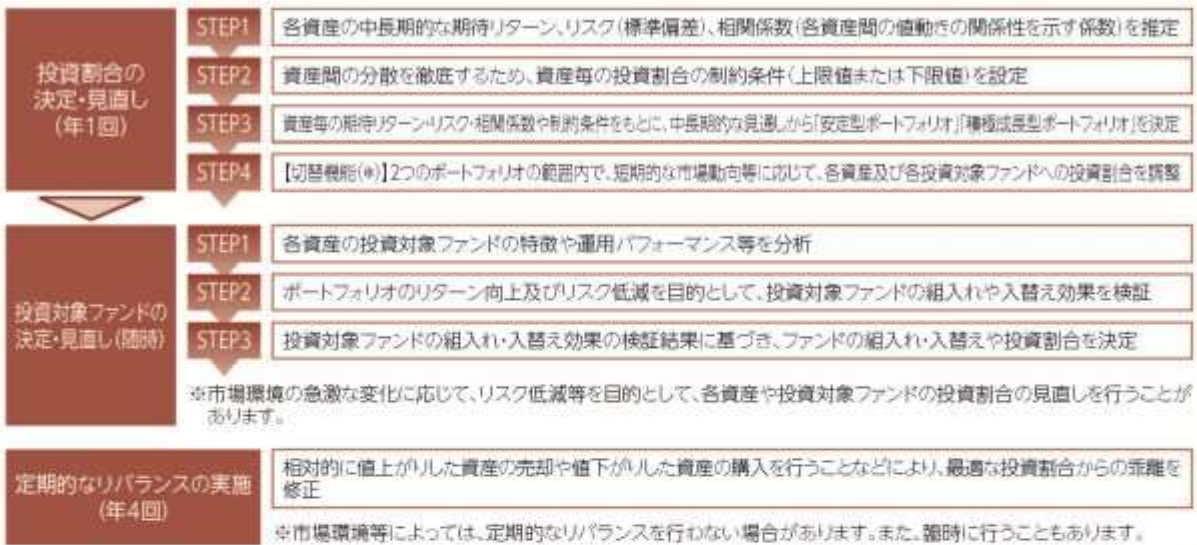 投資割合の
決定・見直し
(年1回)
STEP1
各資産の中長期的な期待リターン、リスク(標準偏差)、相関係数(各資産間の値動きの関係性を示す係数)を推定
STEP2
資産間の分散を徹底するため、資産毎の投資割合の制約条件(上限値または下限値)を設定
STEP3
資産毎の期待リターン・リスク・相関係数や制約条件をもとに、中長期的な見通しから「安定型ポートフォリオ」「積極成長型ポートフォリオ」を決定
STEP4
【切替機能(*)】2つのポートフォリオの範囲内で、短期的な市場動向等に応じて、各資産及び各投資対象ファンドへの投資割合を調整
投資対象ファンドの
決定・見直し(随時)
STEP1
各資産の投資対象ファンドの特徴や運用パフォーマンス等を分析
STEP2
ポートフォリオのリターン向上及びリスク低減を目的として、投資対象ファンドの組入れや入替え効果を検証
STEP3
投資対象ファンドの組入れ・入替え効果の検証結果に基づき、ファンドの組入れ・入替えや投資割合を決定
※市場環境の急激な変化に応じて、リスク低減等を目的として、各資産や投資対象ファンドの投資割合の見直しを行うことが
あります。
定期的なリバランスの実施
(年4回)
相対的に値上がりした資産の売却や値下がりした資産の購入を行うことなどにより、最適な投資割合からの乖離を
修正
※市場環境等によっては、定期的なリバランスを行わない場合があります。また、臨時に行うこともあります。